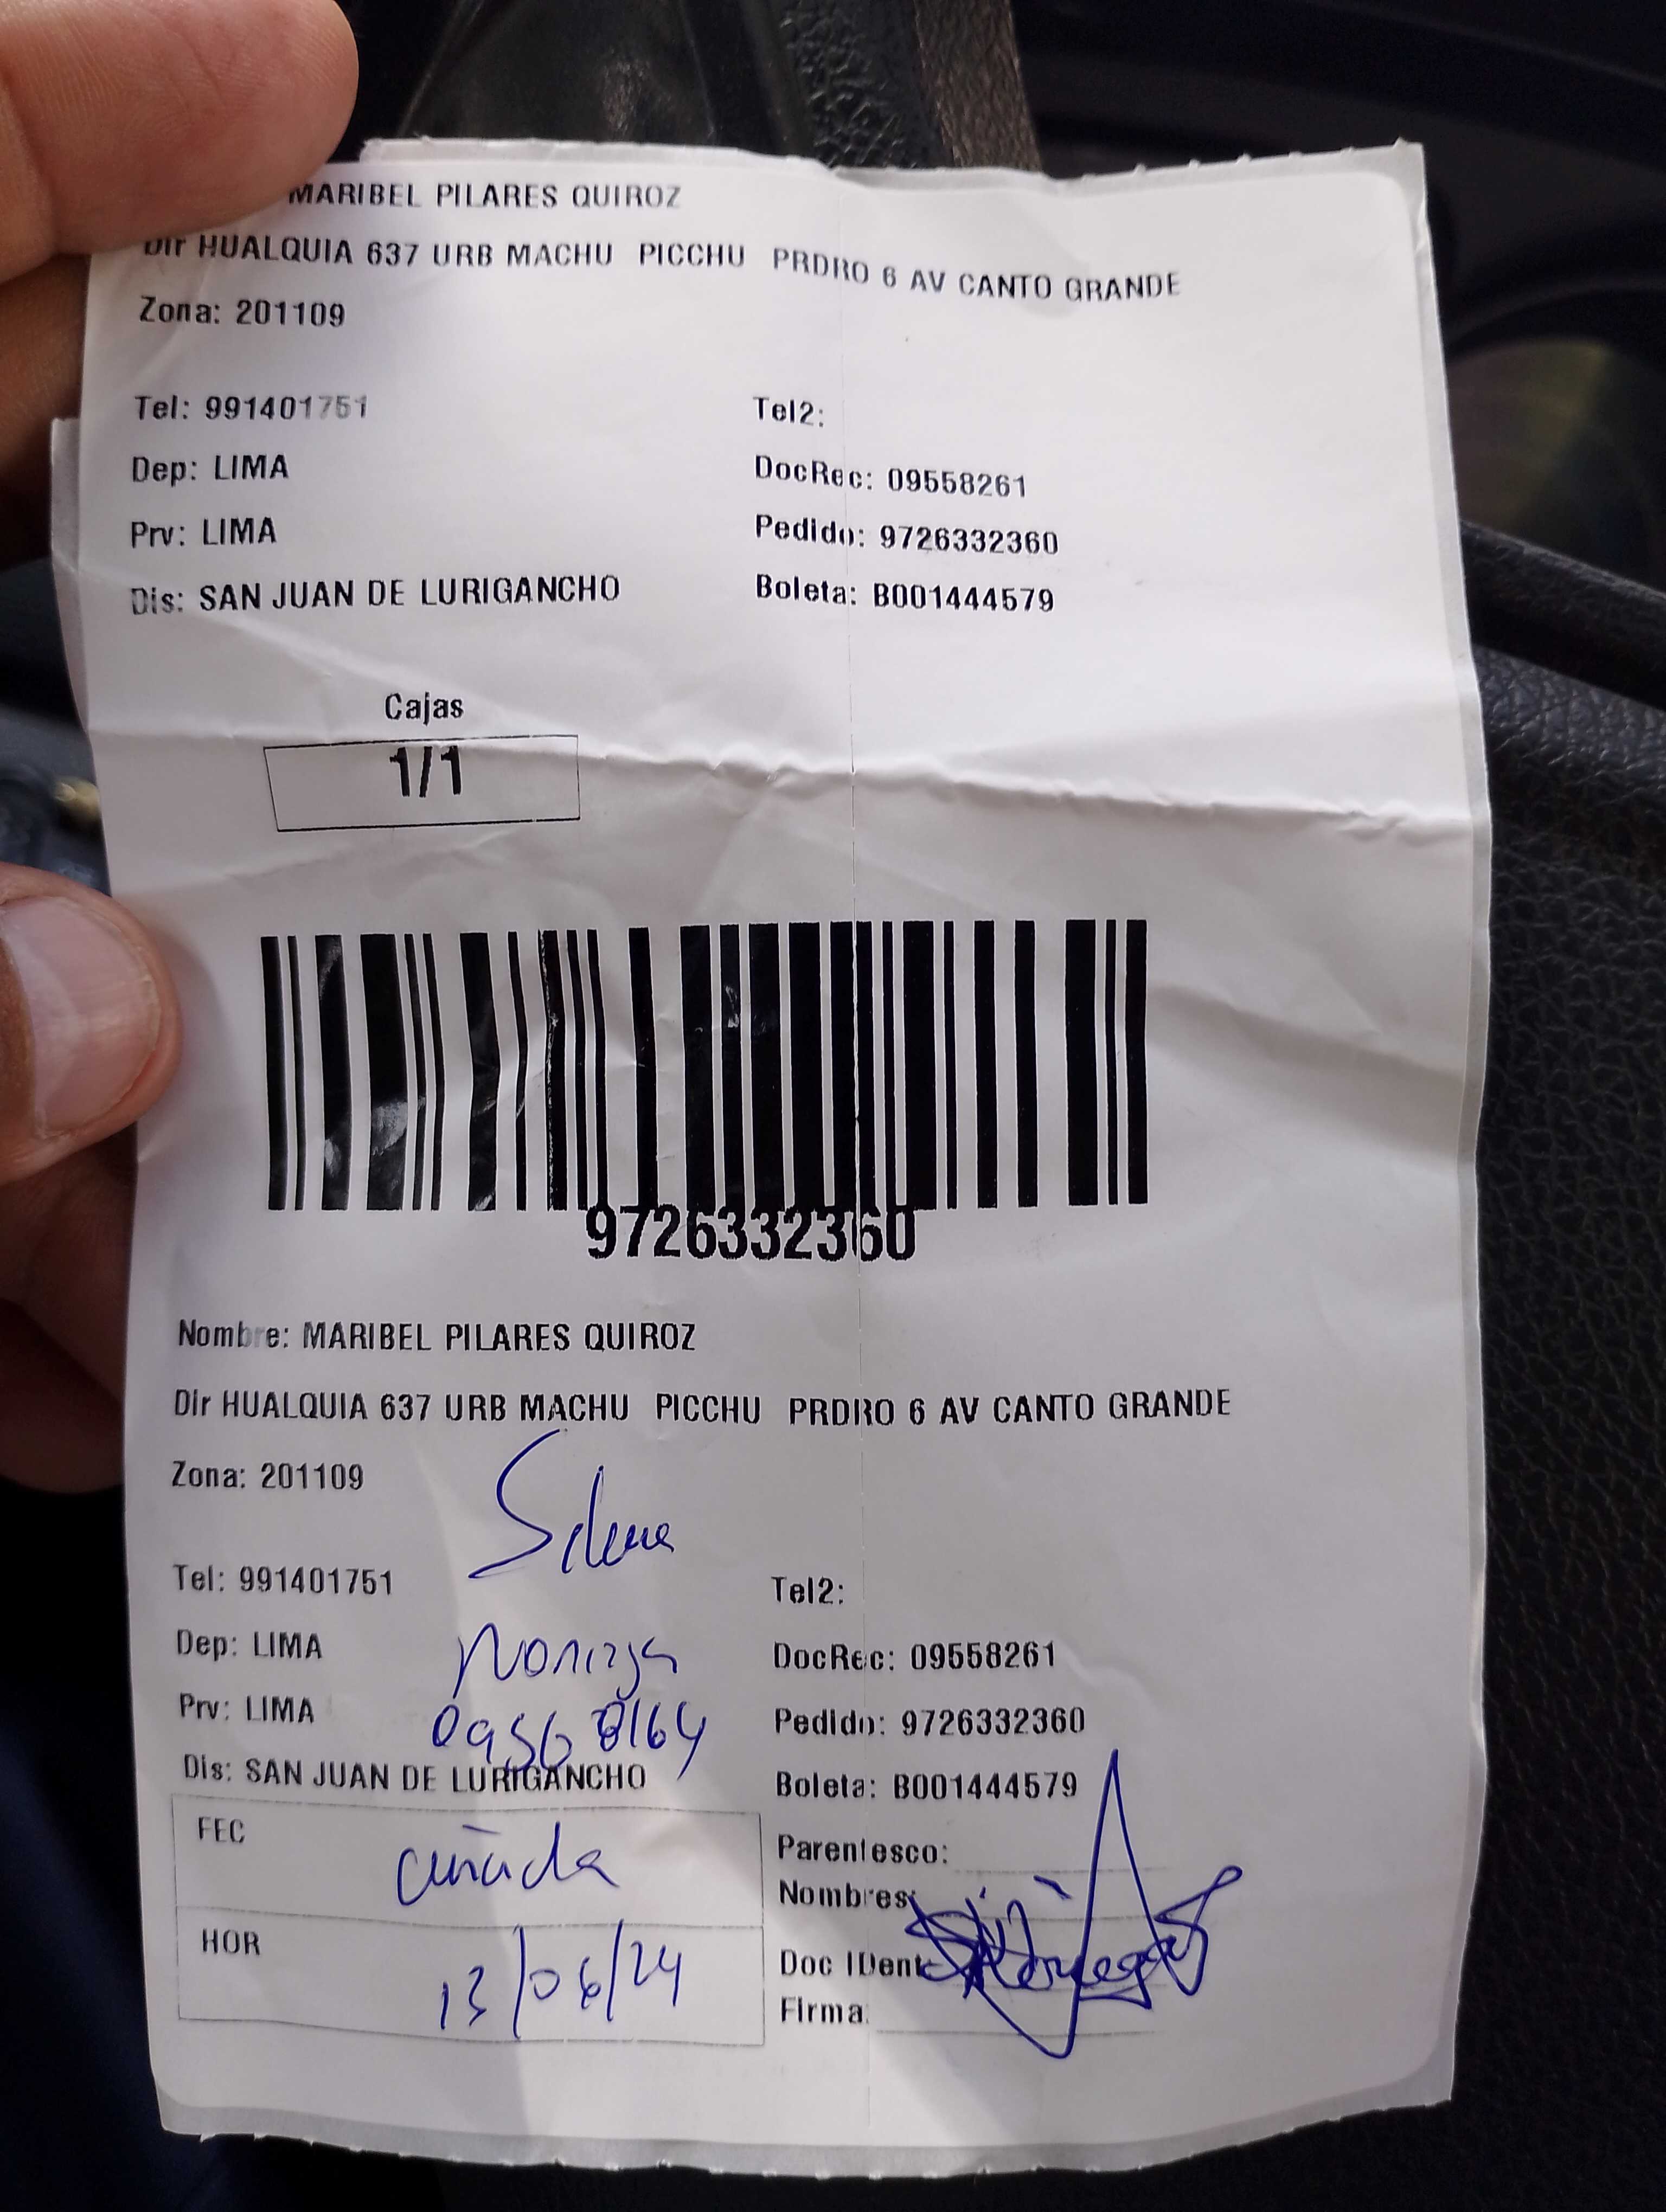 MARIBEL PILARES QUIROZ
Dir HUALQUIA 637 URB MACHU PICCHU PRDRO 6 AV CANTO GRANDE
Zona: 201109
Tel: 991401751 Tel2:
Dep: LIMA DocRec: 09558261
Prv: LIMA Pedido: 9726332360
Dis: SAN JUAN DE LURIGANCHO Boleta: B001444579
Cajas
1/1
9726332360
Nombre: MARIBEL PILARES QUIROZ
Dir HUALQUIA 637 URB MACHU PICCHU PRDRO 6 AV CANTO GRANDE
Zona: 201109
Tel: 991401751 Tel2:
Dep: LIMA DocRec: 09558261
Prv: LIMA Pedido: 9726332360
09568164
Dis: SAN JUAN DE LURIGANCHO Boleta: B001444579
FEC cuñada Parentesco:
Nombres:
HOR 13/06/24 Doc IDent
Firma: